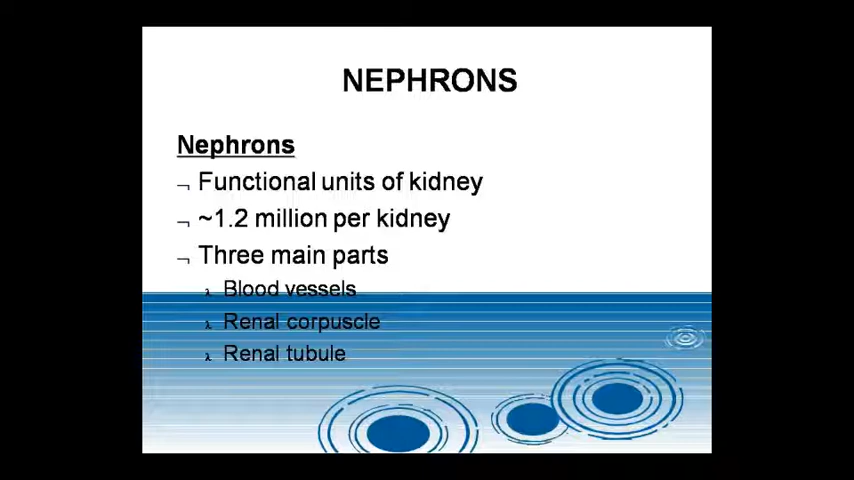 NEPHRONS
Nephrons
¬ Functional units of kidney
¬ ~1.2 million per kidney
¬ Three main parts
λ Blood vessels
λ Renal corpuscle
λ Renal tubule